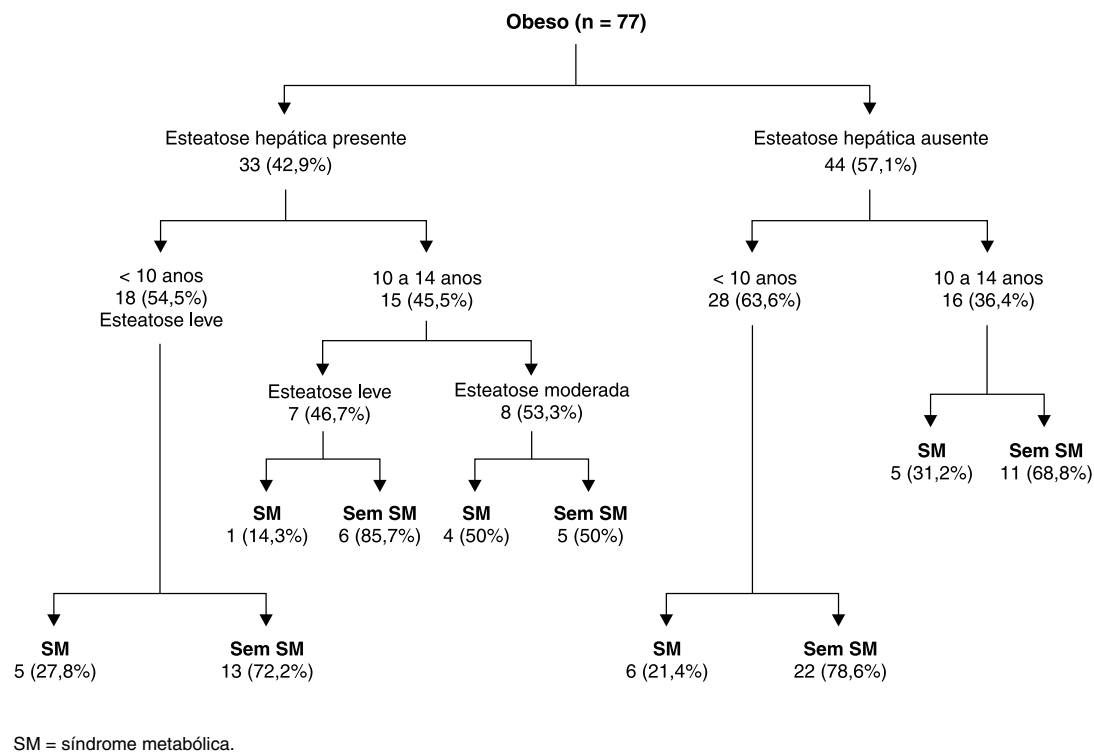 Obeso (n = 77)
Esteatose hepática presente
33 (42,9%)
Esteatose hepática ausente
44 (57,1%)
< 10 anos
18 (54,5%)
Esteatose leve
10 a 14 anos
15 (45,5%)
< 10 anos
28 (63,6%)
10 a 14 anos
16 (36,4%)
Esteatose leve
7 (46,7%)
Esteatose moderada
8 (53,3%)
SM
5 (31,2%)
Sem SM
11 (68,8%)
SM
1 (14,3%)
Sem SM
6 (85,7%)
SM
4 (50%)
Sem SM
5 (50%)
SM
5 (27,8%)
Sem SM
13 (72,2%)
SM
6 (21,4%)
Sem SM
22 (78,6%)
SM = síndrome metabólica.